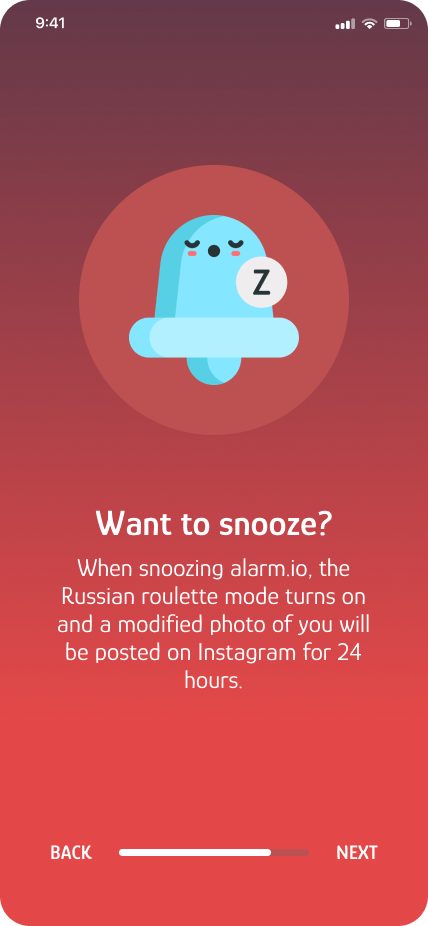 9:41
Z
Want to snooze?
When snoozing alarm.io, the
Russian roulette mode turns on
and a modified photo of you will
be posted on Instagram for 24
hours.
BACK
NEXT